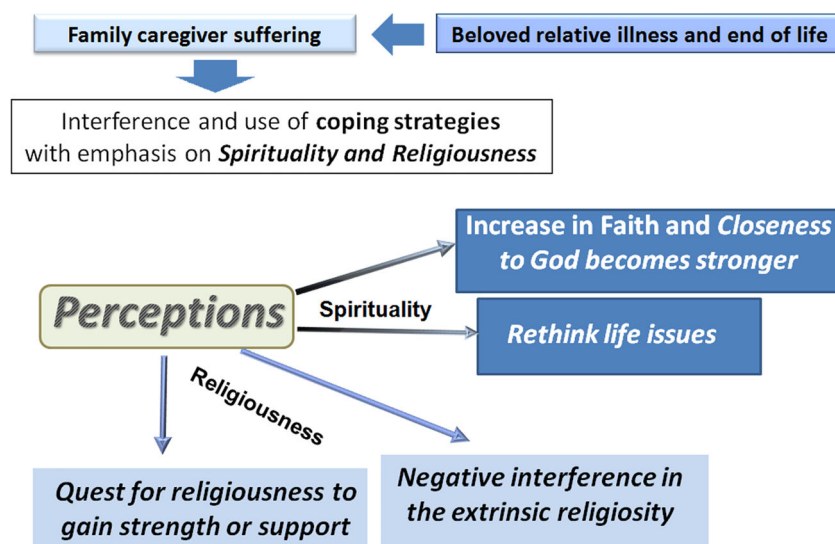 Family caregiver suffering
Beloved relative illness and end of life
Interference and use of coping strategies
with emphasis on Spirituality and Religiousness
Increase in Faith and Closeness
to God becomes stronger
Perceptions
Spirituality
Rethink life issues
Religiousness
Quest for religiousness to
gain strength or support
Negative interference in
the extrinsic religiosity